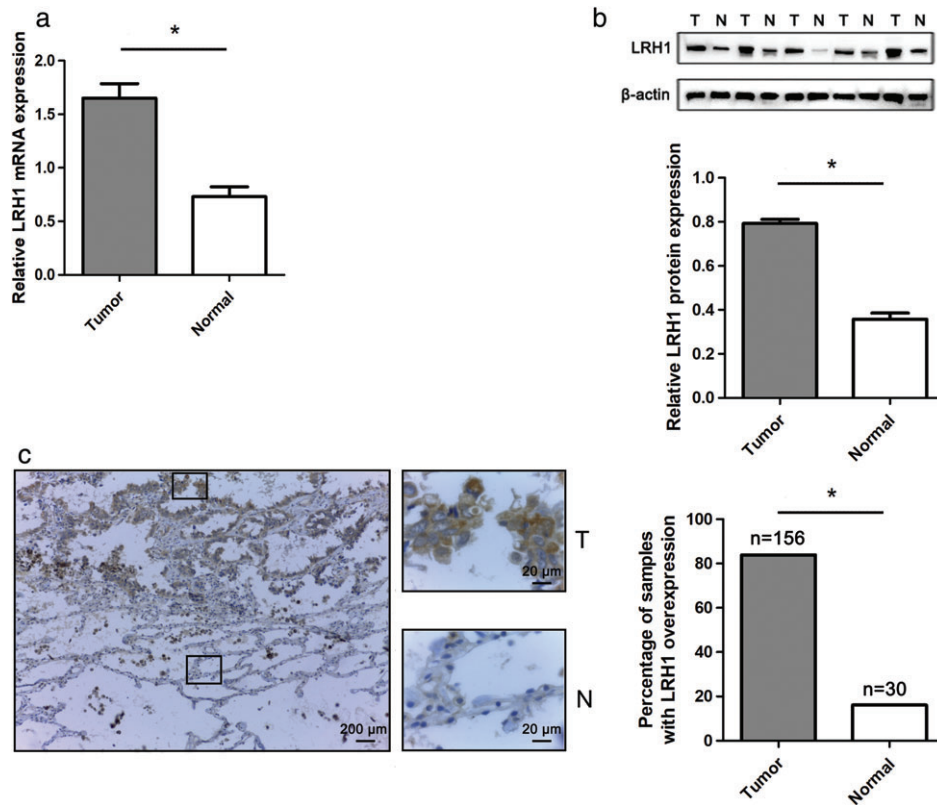 a
*
Relative LRH1 mRNA expression
2.0
1.5
1.0
0.5
0.0
Tumor
Normal
b
T N T N T N T N T N
LRH1
β-actin
*
Relative LRH1 protein expression
1.0
0.8
0.6
0.4
0.2
0.0
Tumor
Normal
c
200 µm
20 µm
T
20 µm
N
*
Percentage of samples
with LRH1 overexpression
100
80
60
40
20
0
n=156
n=30
Tumor
Normal